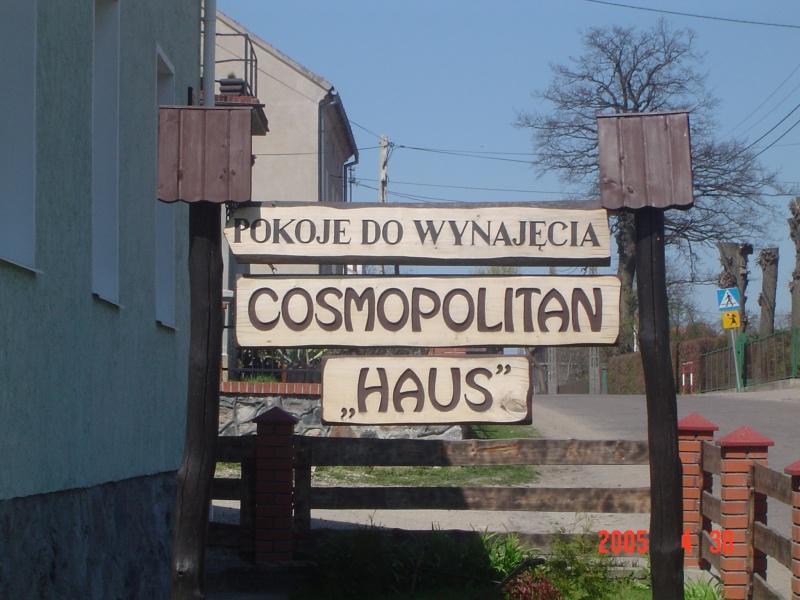 POKOJE DO WYNAJĘCIA
COSMOPOLITAN
„HAUS”
2005 4 30